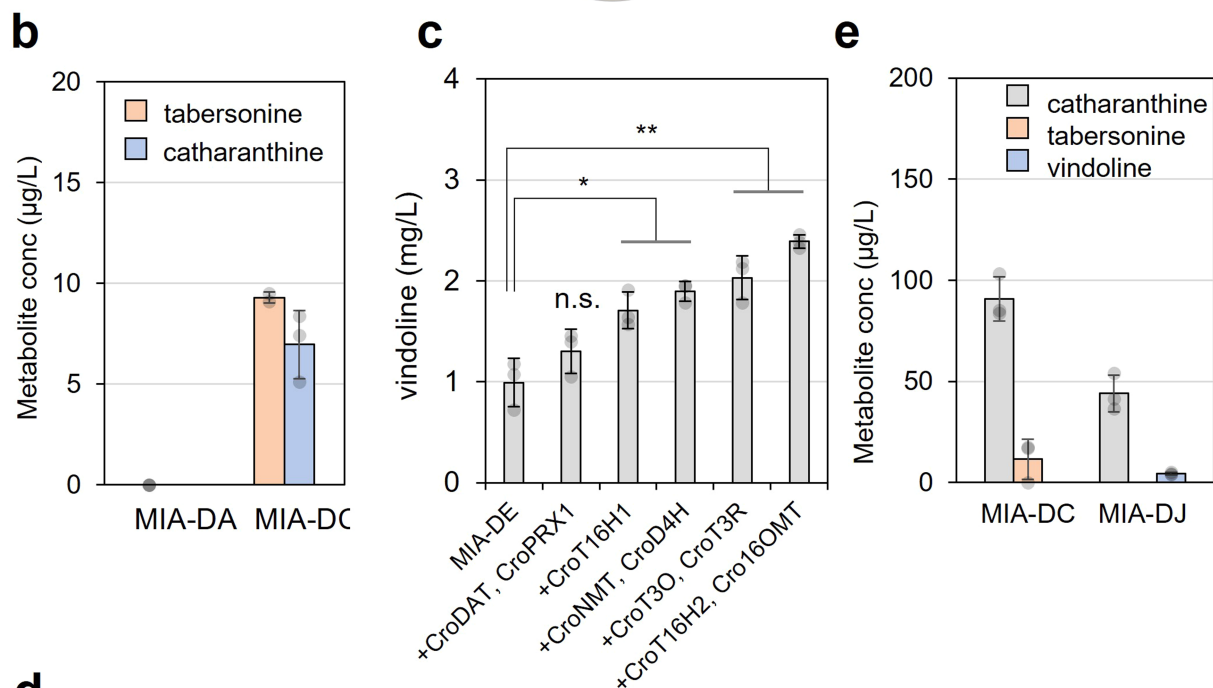 b
20
15
10
5
0
Metabolite conc (µg/L)
tabersonine
catharanthine
MIA-DA
MIA-DC
c
4
3
2
1
0
vindoline (mg/L)
**
*
n.s.
MIA-DE
+CroDAT, CroPRX1
+CroT16H1
+CroNMT, CroD4H
+CroT3O, CroT3R
+CroT16H2, Cro16OMT
e
200
150
100
50
0
Metabolite conc (µg/L)
catharanthine
tabersonine
vindoline
MIA-DC
MIA-DJ
d